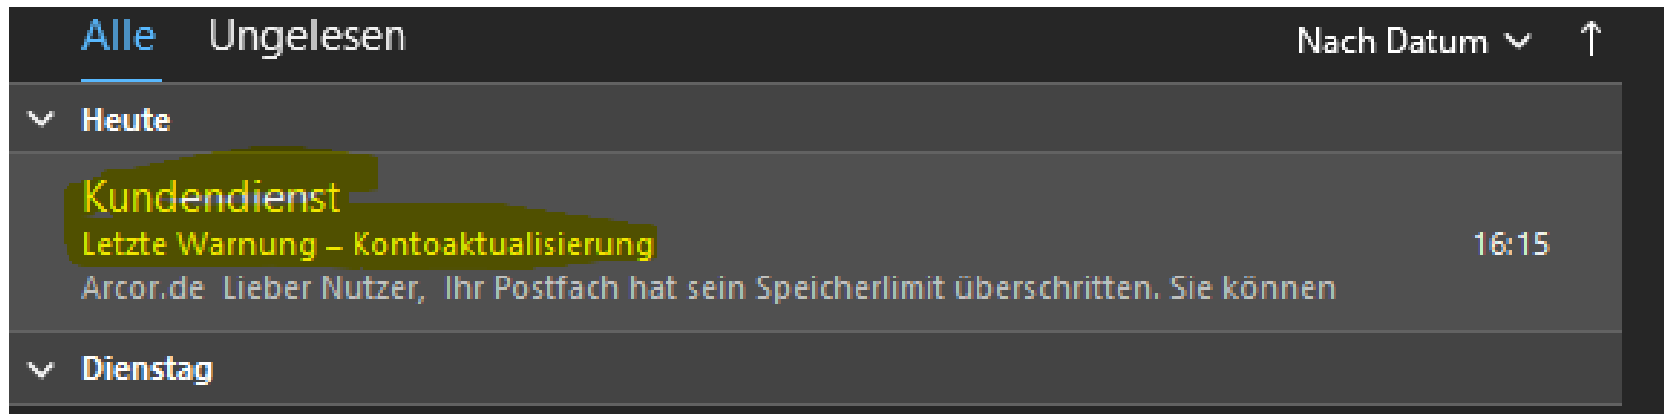 Alle Ungelesen Nach Datum
Heute
Kundendienst
Letzte Warnung – Kontoaktualisierung 16:15
Arcor.de Lieber Nutzer, Ihr Postfach hat sein Speicherlimit überschritten. Sie können
Dienstag